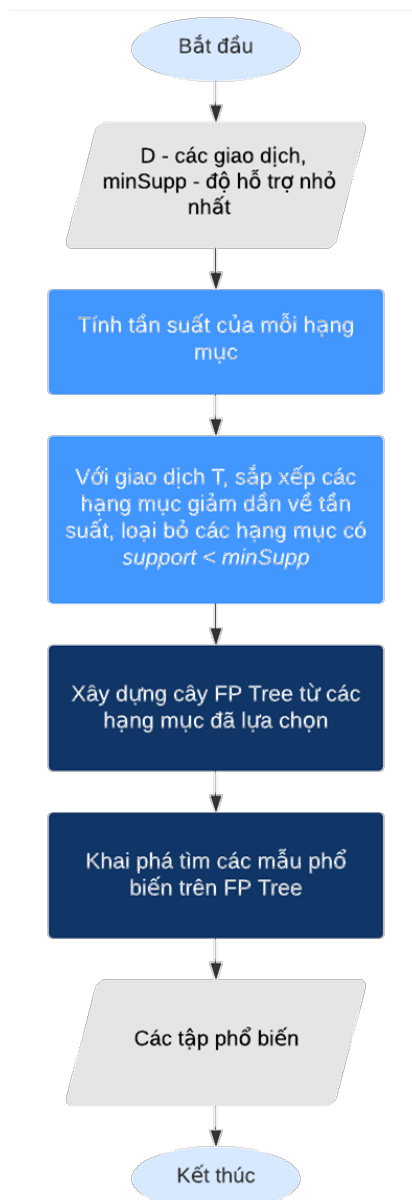 Bắt đầu
D - các giao dịch,
minSupp - độ hỗ trợ nhỏ
nhất
Tính tần suất của mỗi hạng
mục
Với giao dịch T, sắp xếp các
hạng mục giảm dần về tần
suất, loại bỏ các hạng mục có
support < minSupp
Xây dựng cây FP Tree từ các
hạng mục đã lựa chọn
Khai phá tìm các mẫu phổ
biến trên FP Tree
Các tập phổ biến
Kết thúc